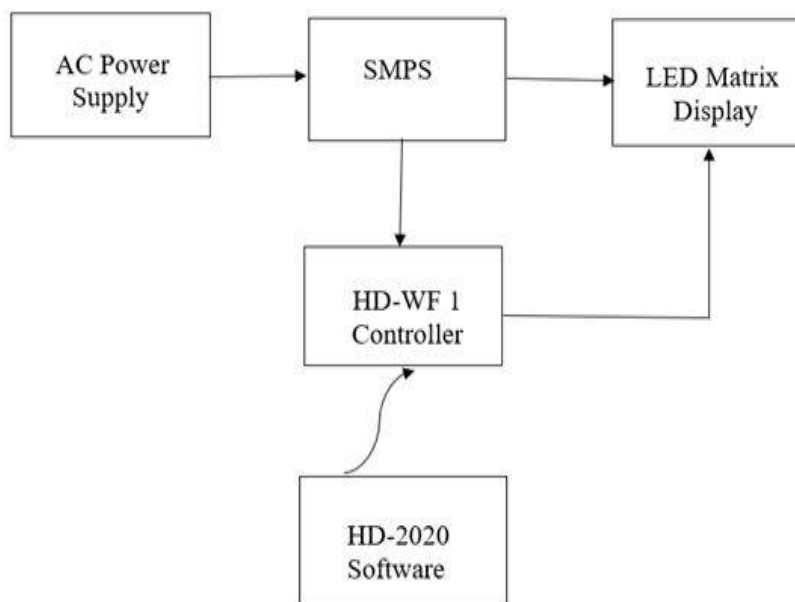 AC Power
Supply
SMPS
LED Matrix
Display
HD-WF 1
Controller
HD-2020
Software